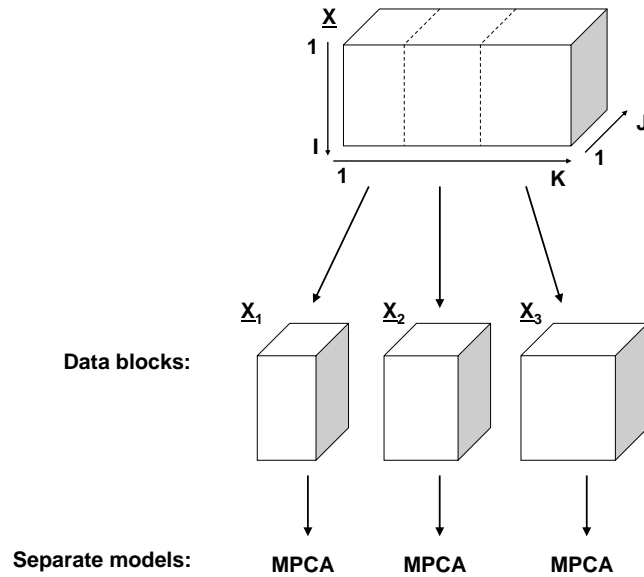 X
1
I
J
1
1
K
X1
X2
X3
Data blocks:
Separate models:
MPCA
MPCA
MPCA